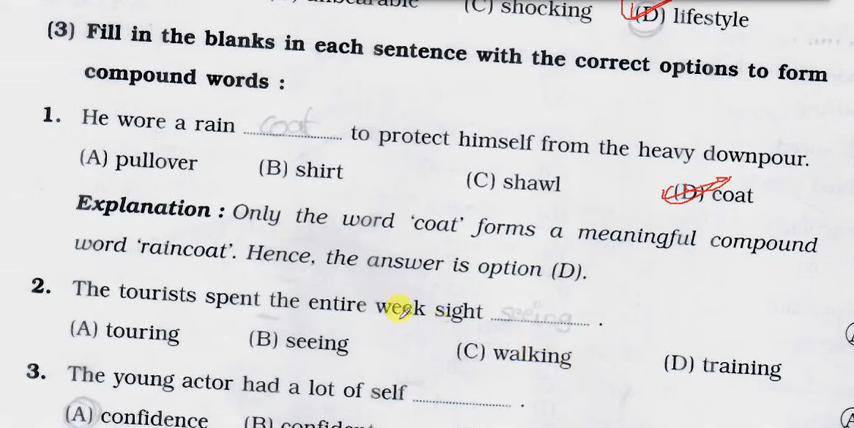 (C) shocking (D) lifestyle
(3) Fill in the blanks in each sentence with the correct options to form
compound words :
1. He wore a rain coat to protect himself from the heavy downpour.
(A) pullover (B) shirt (C) shawl (D) coat
Explanation : Only the word ‘coat’ forms a meaningful compound
word ‘raincoat’. Hence, the answer is option (D).
2. The tourists spent the entire week sight seeing .
(A) touring (B) seeing (C) walking (D) training
3. The young actor had a lot of self .
(A) confidence (B)